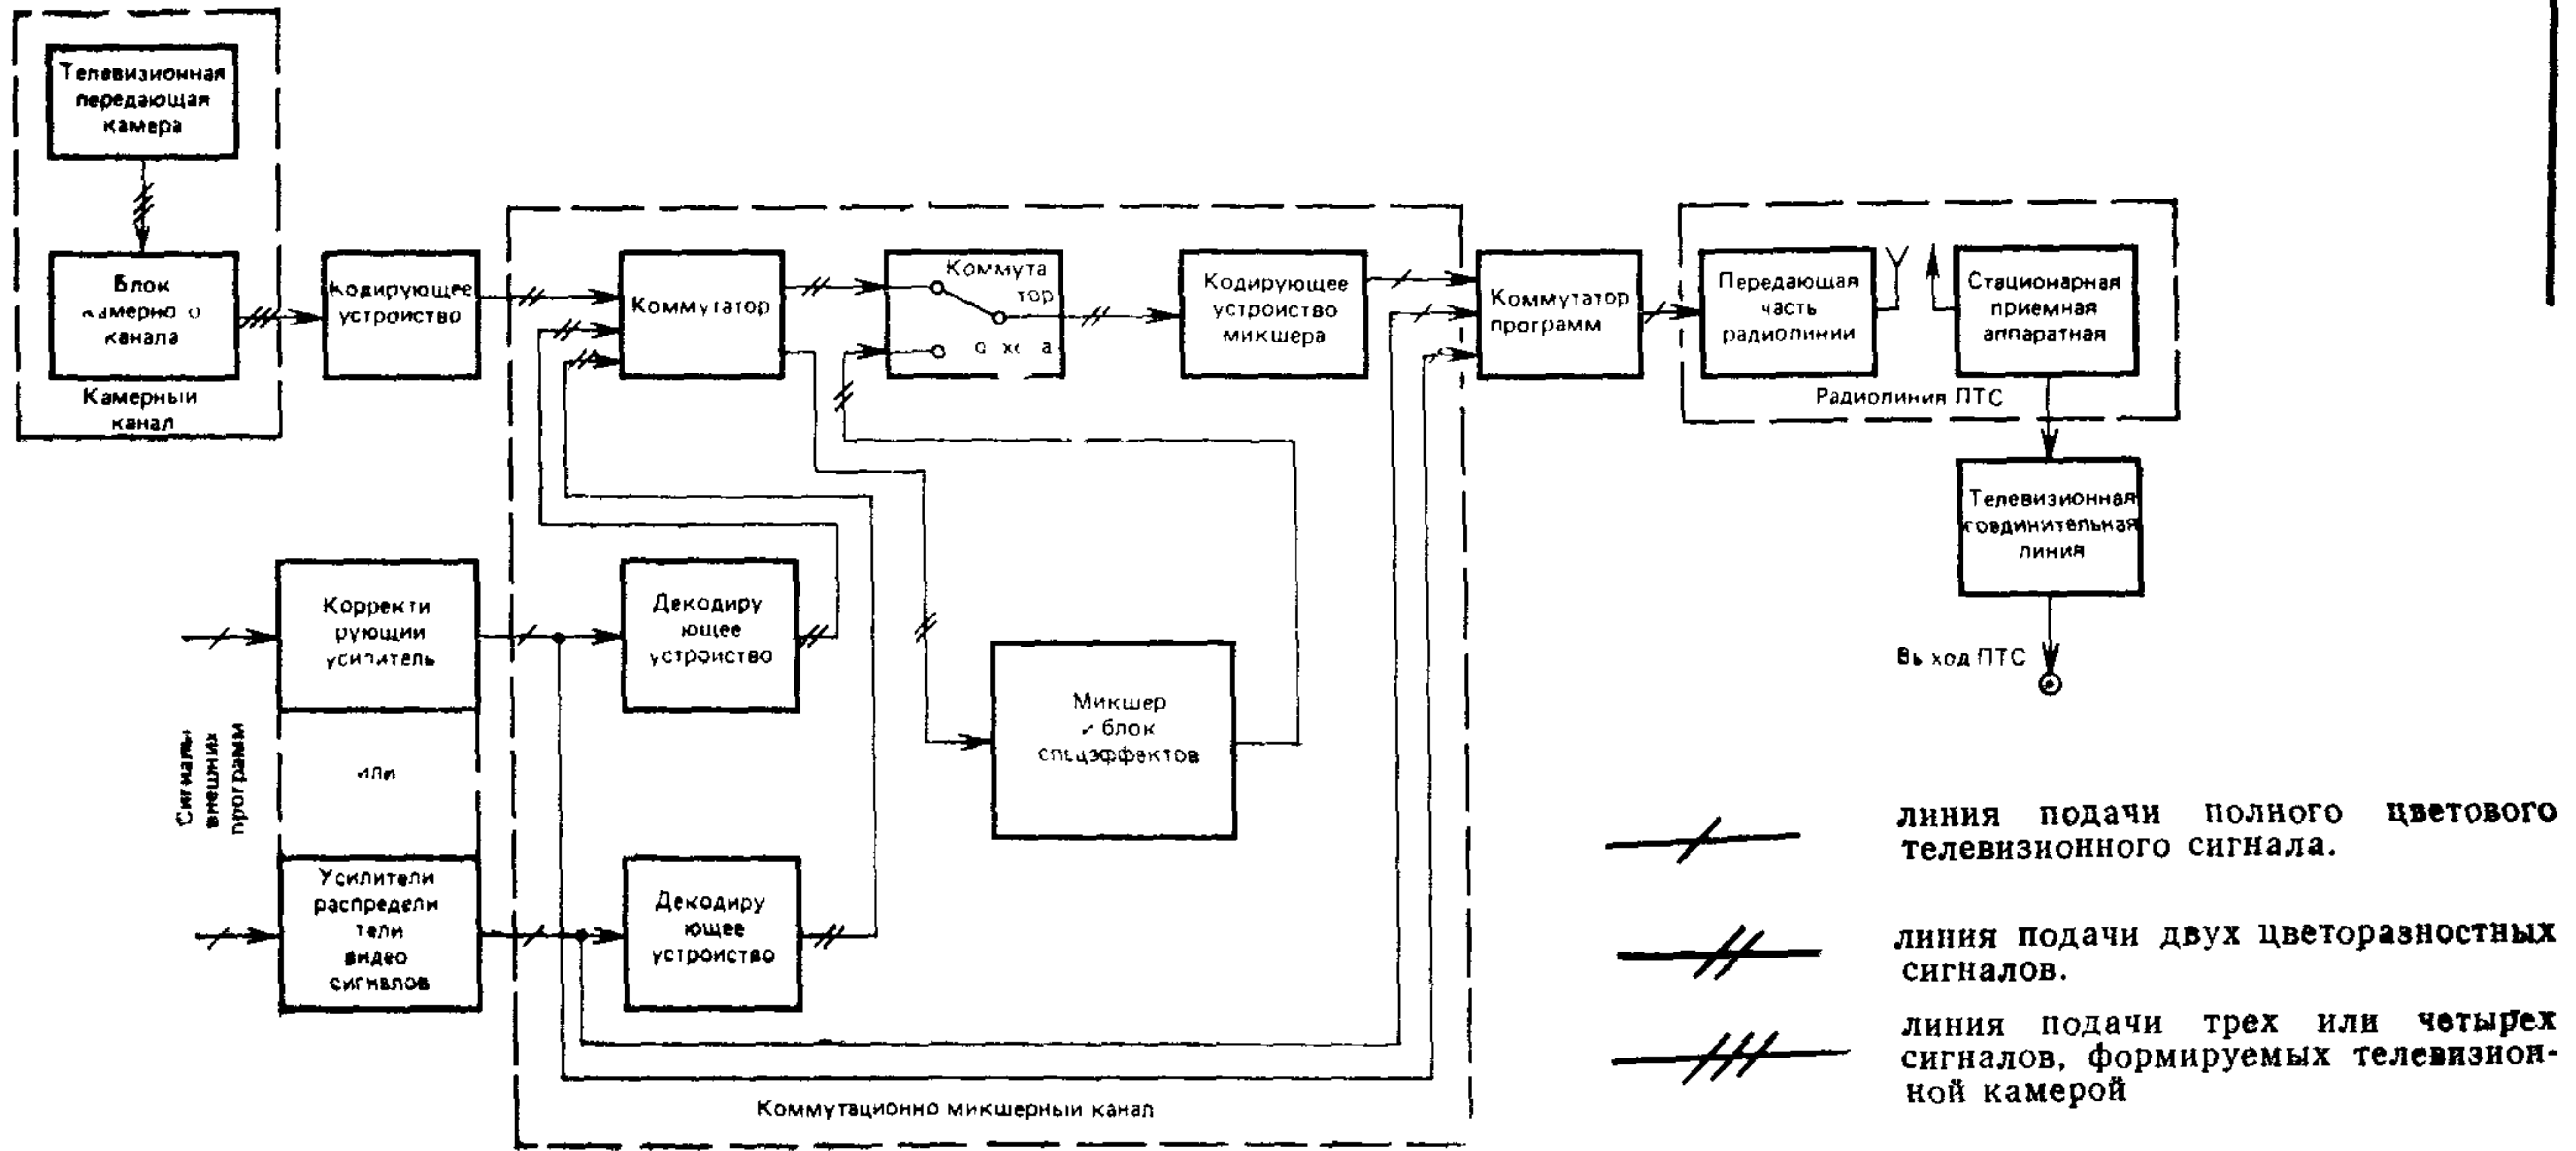 Телевизионная
передающая
камера
Блок
канала
Камерный
канал
Кодирующее
устройство
Коммутатор
Коммута
тор
Кодирующее
устройство
микшера
Коммутатор
программ
Передающая
часть
радиолинии
Стационарная
приемная
аппаратная
Радиолиния ПТС
Телевизионная
соединительная
линия
ПТС
Корректи
рующий
усилитель
или
Усилители
распредели
тели
видео
сигналов
Сигналы
внешних
программ
Декодиру
ющее
устройство
Декодиру
ющее
устройство
Микшер
блок
спецэффектов
Коммутационно микшерный канал
линия подачи полного цветового
телевизионного сигнала.
линия подачи двух цветоразностных
сигналов.
линия подачи трех или четырех
сигналов, формируемых телевизион-
ной камерой